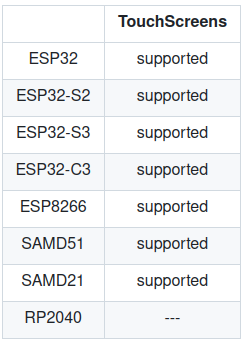 TouchScreens
ESP32 supported
ESP32-S2 supported
ESP32-S3 supported
ESP32-C3 supported
ESP8266 supported
SAMD51 supported
SAMD21 supported
RP2040 ---